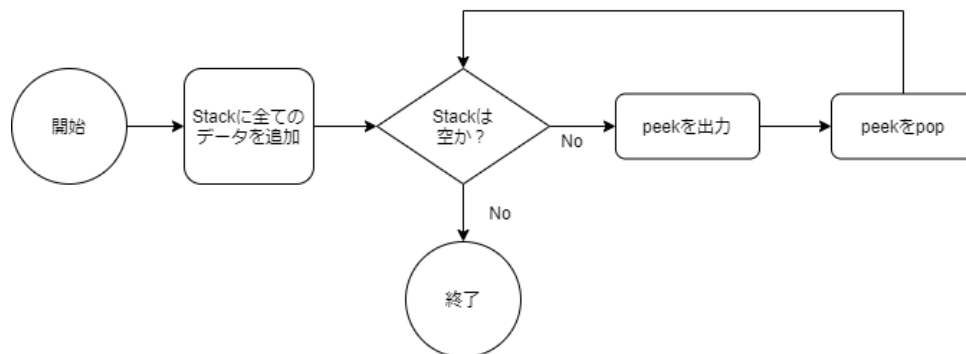 開始
Stackに全ての
データを追加
Stackは
空か？
No
peekを出力
peekをpop
No
終了